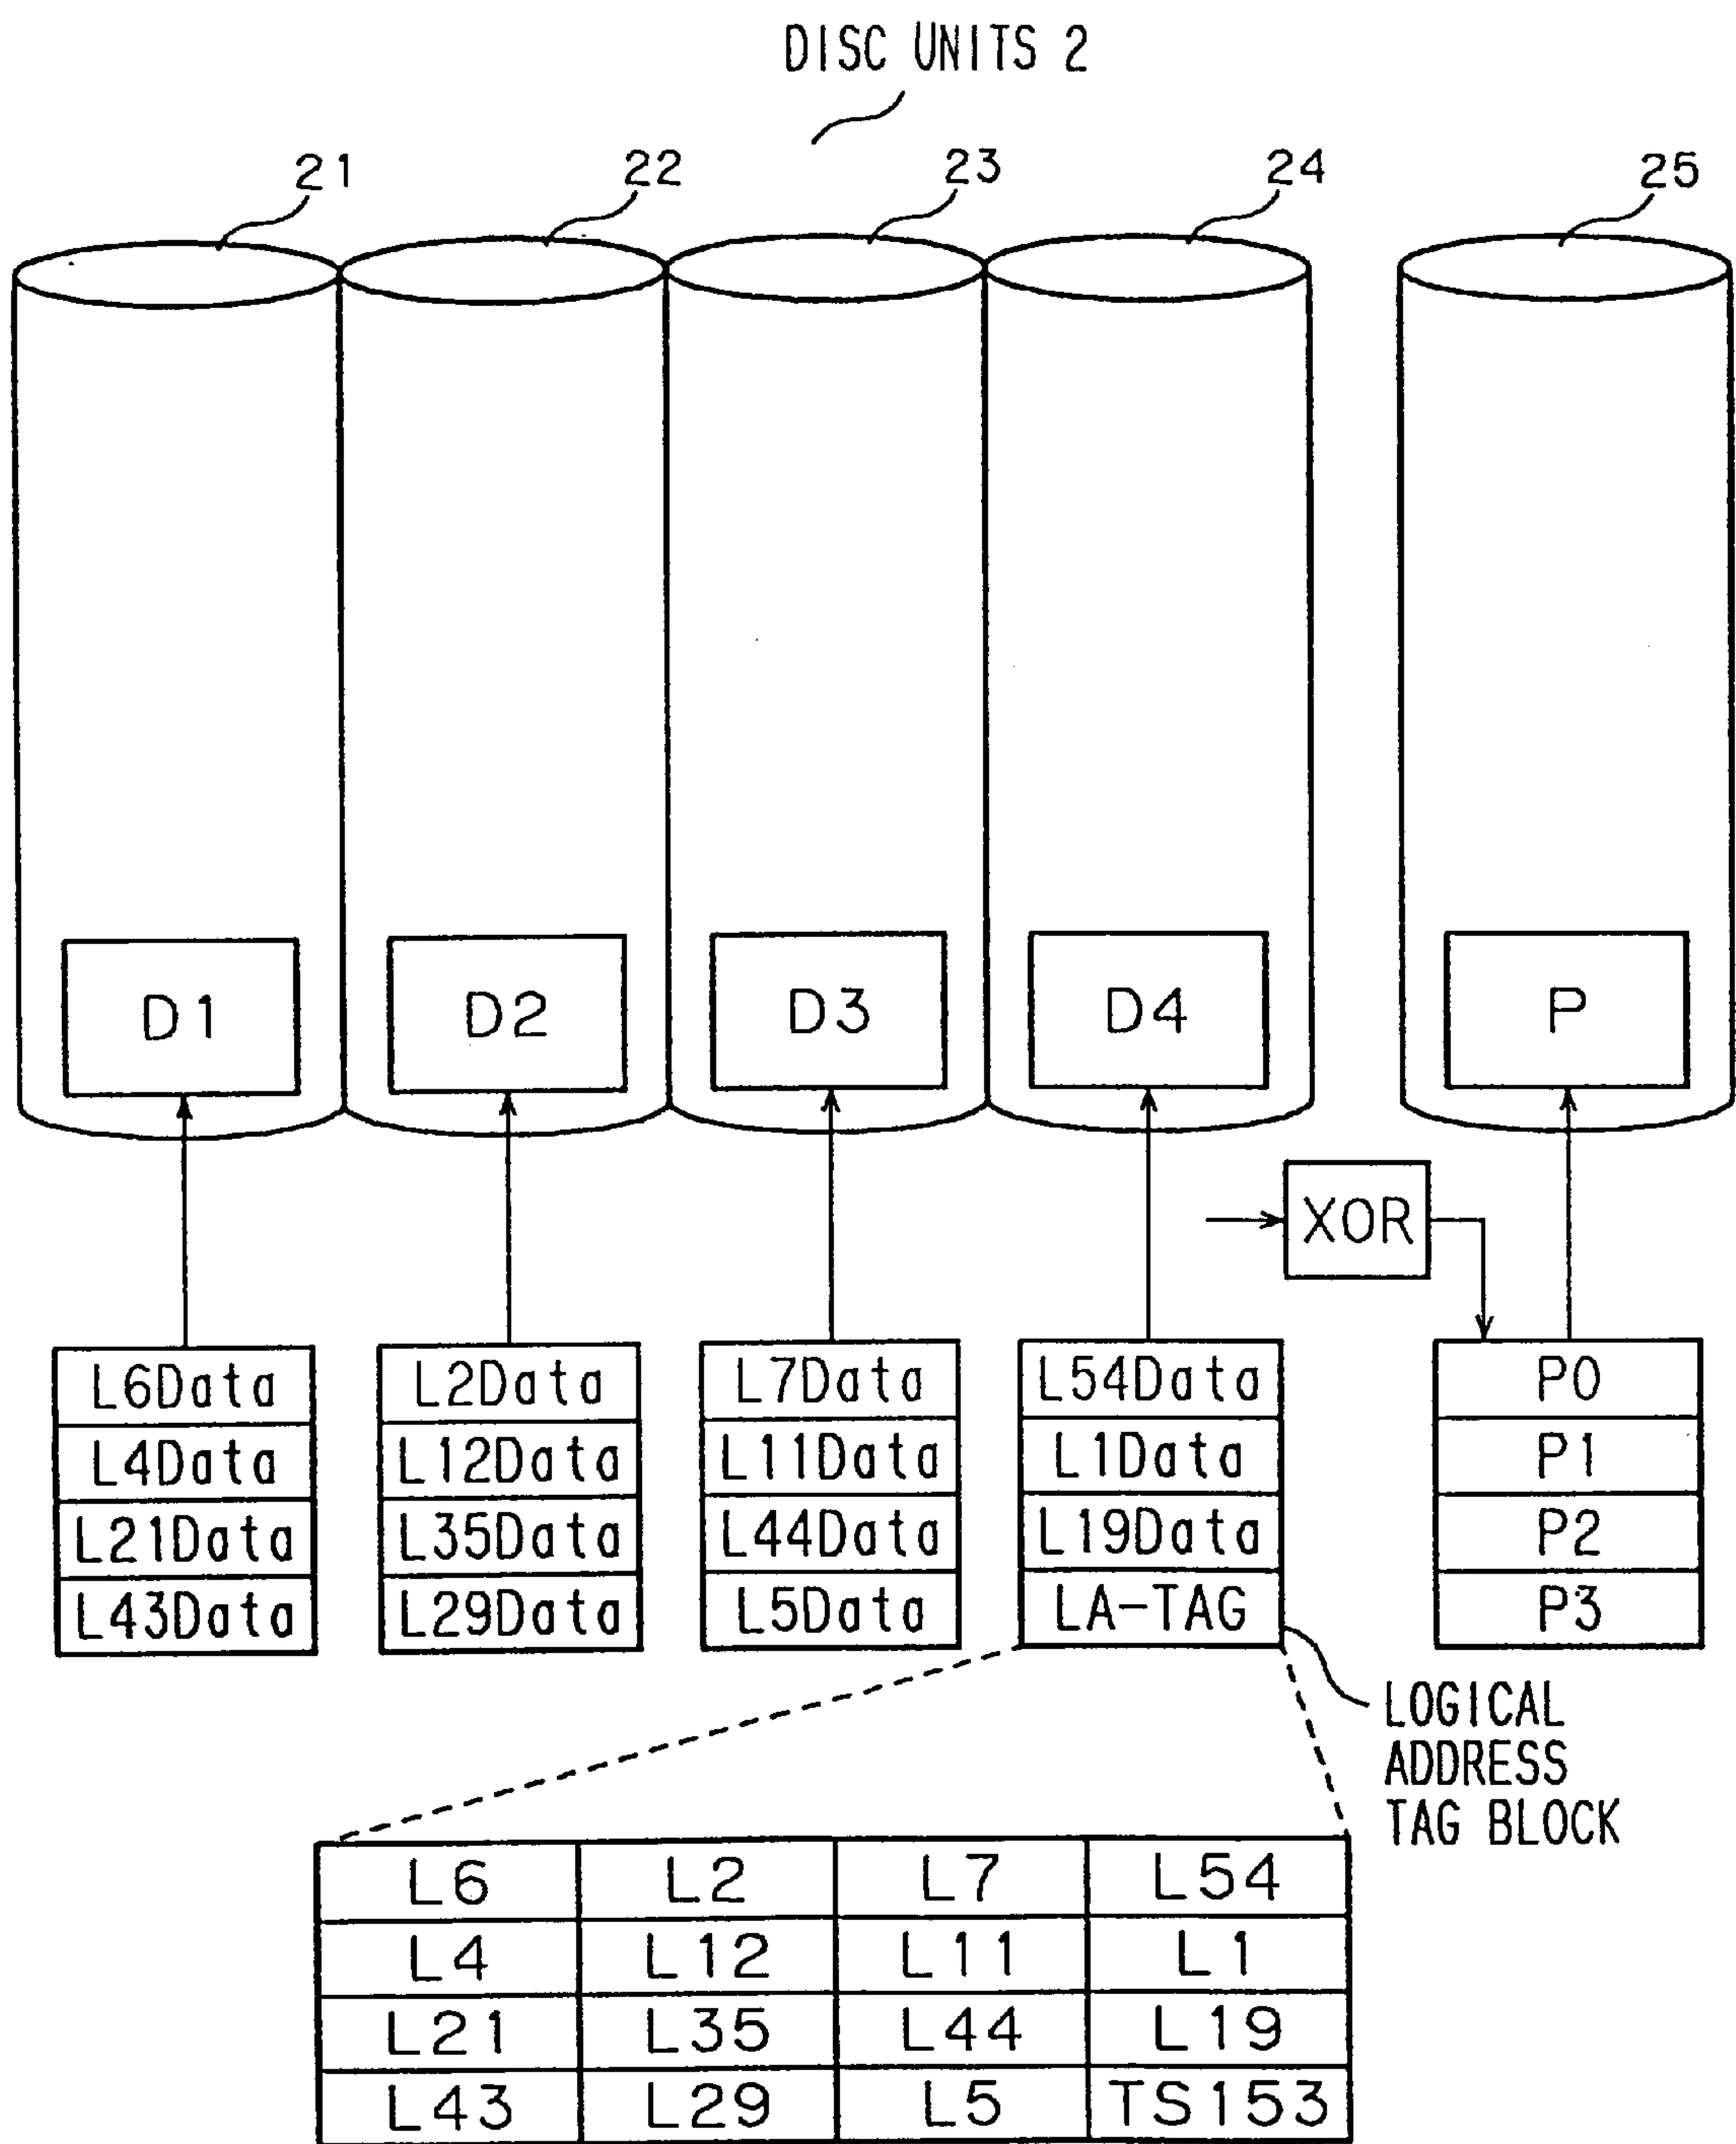 DISC UNITS 2
21 22 23 24 25
D1 D2 D3 D4 P
XOR
L6Data L2Data L7Data L54Data P0
L4Data L12Data L11Data L1Data P1
L21Data L35Data L44Data L19Data P2
L43Data L29Data L5Data LA-TAG P3
LOGICAL
ADDRESS
TAG BLOCK
L6 L2 L7 L54
L4 L12 L11 L1
L21 L35 L44 L19
L43 L29 L5 TS153